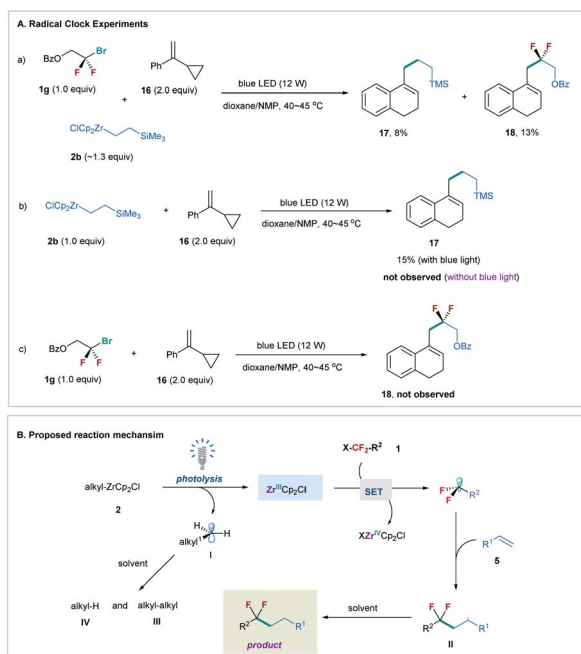 A. Radical Clock Experiments
a)
BzO
Br
F
F
1g (1.0 equiv)
+
Ph
16 (2.0 equiv)
ClCp2Zr
SiMe3
2b (~1.3 equiv)
blue LED (12 W)
dioxane/NMP, 40~45 °C
TMS
17, 8%
+
F
F
OBz
18, 13%
b)
ClCp2Zr
SiMe3
2b (1.0 equiv)
+
Ph
16 (2.0 equiv)
blue LED (12 W)
dioxane/NMP, 40~45 °C
TMS
17
15% (with blue light)
not observed (without blue light)
c)
BzO
Br
F
F
1g (1.0 equiv)
+
Ph
16 (2.0 equiv)
blue LED (12 W)
dioxane/NMP, 40~45 °C
F
F
OBz
18, not observed
B. Proposed reaction mechansim
alkyl-ZrCp2Cl
2
photolysis
ZrIIICp2Cl
X-CF2-R2 1
SET
XZrIVCp2Cl
F
F
R2
H
H
alkyl1
I
solvent
alkyl-H and alkyl-alkyl
IV III
R1
5
F F
R2 R1
II
solvent
F F
R2 R1
product